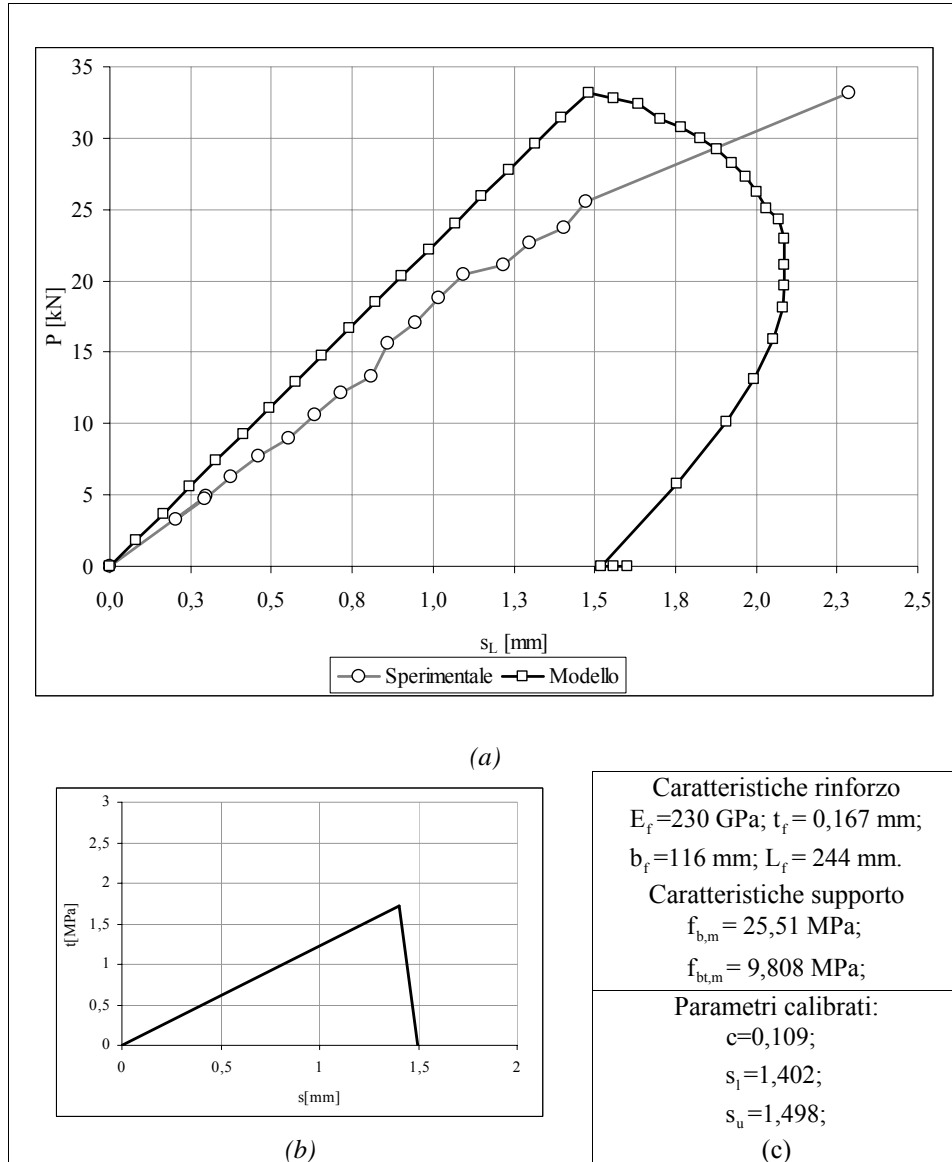 35
30
25
20
15
10
5
0
P [kN]
0,0 0,3 0,5 0,8 1,0 1,3 1,5 1,8 2,0 2,3 2,5
s_L [mm]
Sperimentale Modello
(a)
3
2,5
2
1,5
1
0,5
0
t[MPa]
0 0,5 1 1,5 2
s[mm]
(b)
Caratteristiche rinforzo
E_f =230 GPa; t_f = 0,167 mm;
b_f =116 mm; L_f = 244 mm.
Caratteristiche supporto
f_b,m = 25,51 MPa;
f_bt,m = 9,808 MPa;
Parametri calibrati:
c=0,109;
s_l =1,402;
s_u =1,498;
(c)